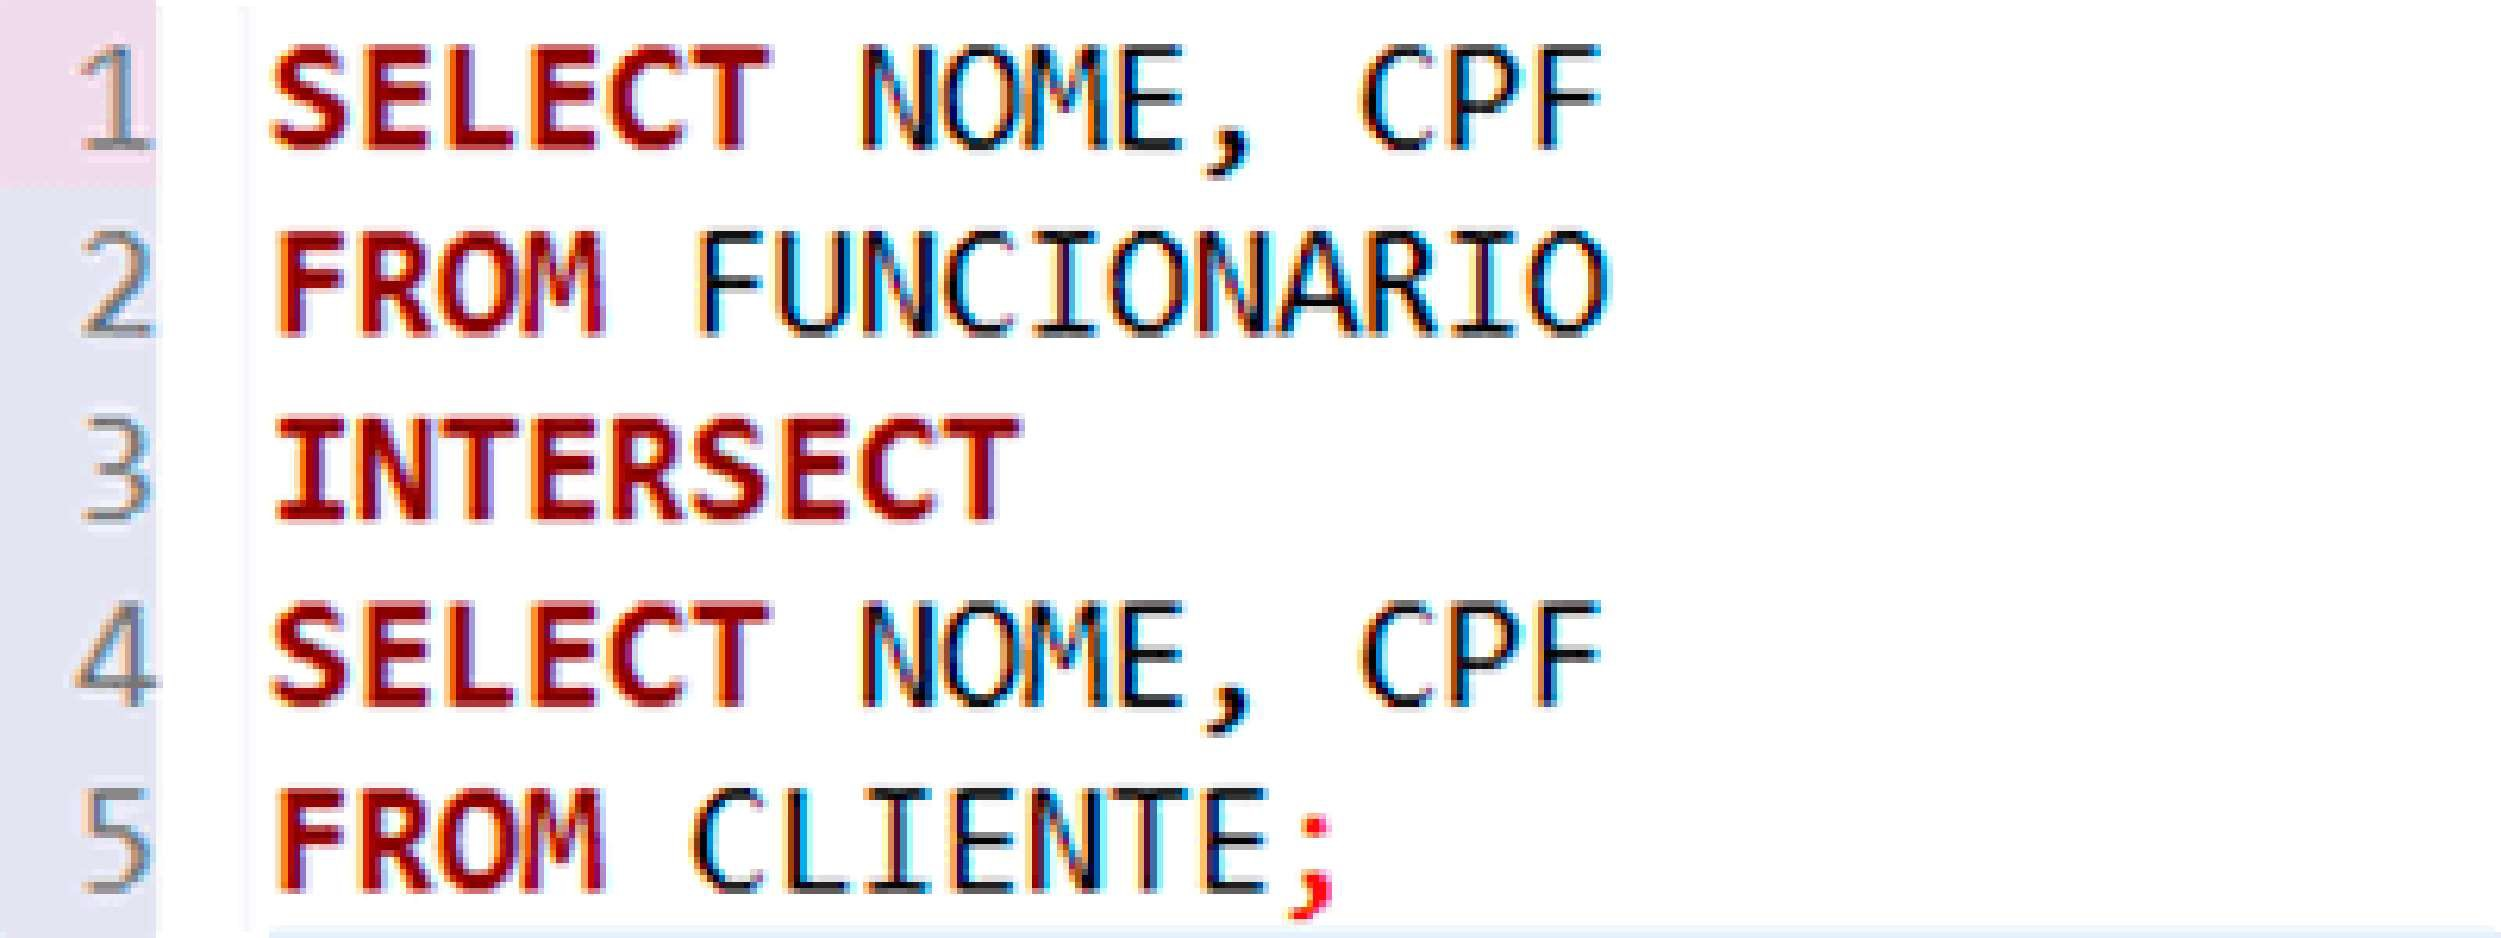 1 SELECT NOME, CPF
2 FROM FUNCIONARIO
3 INTERSECT
4 SELECT NOME, CPF
5 FROM CLIENTE;